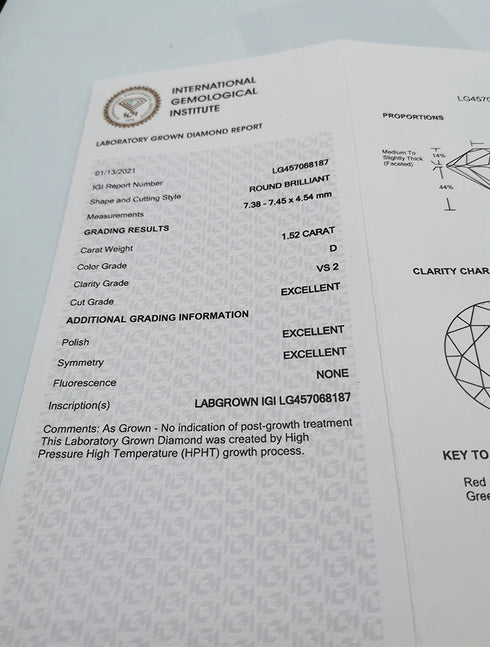 INTERNATIONAL
GEMOLOGICAL
INSTITUTE
LABORATORY GROWN DIAMOND REPORT
01/13/2021
IGI Report Number LG457068187
Shape and Cutting Style ROUND BRILLIANT
Measurements 7.38 - 7.45 x 4.54 mm
GRADING RESULTS
Carat Weight 1.52 CARAT
Color Grade D
Clarity Grade VS 2
Cut Grade EXCELLENT
ADDITIONAL GRADING INFORMATION
Polish EXCELLENT
Symmetry EXCELLENT
Fluorescence NONE
Inscription(s) LABGROWN IGI LG457068187
Comments: As Grown - No indication of post-growth treatment
This Laboratory Grown Diamond was created by High
Pressure High Temperature (HPHT) growth process.
LG4570
PROPORTIONS
Medium To
Slightly Thick
(Faceted)
14%
44%
CLARITY CHAR
KEY TO
Red
Gree